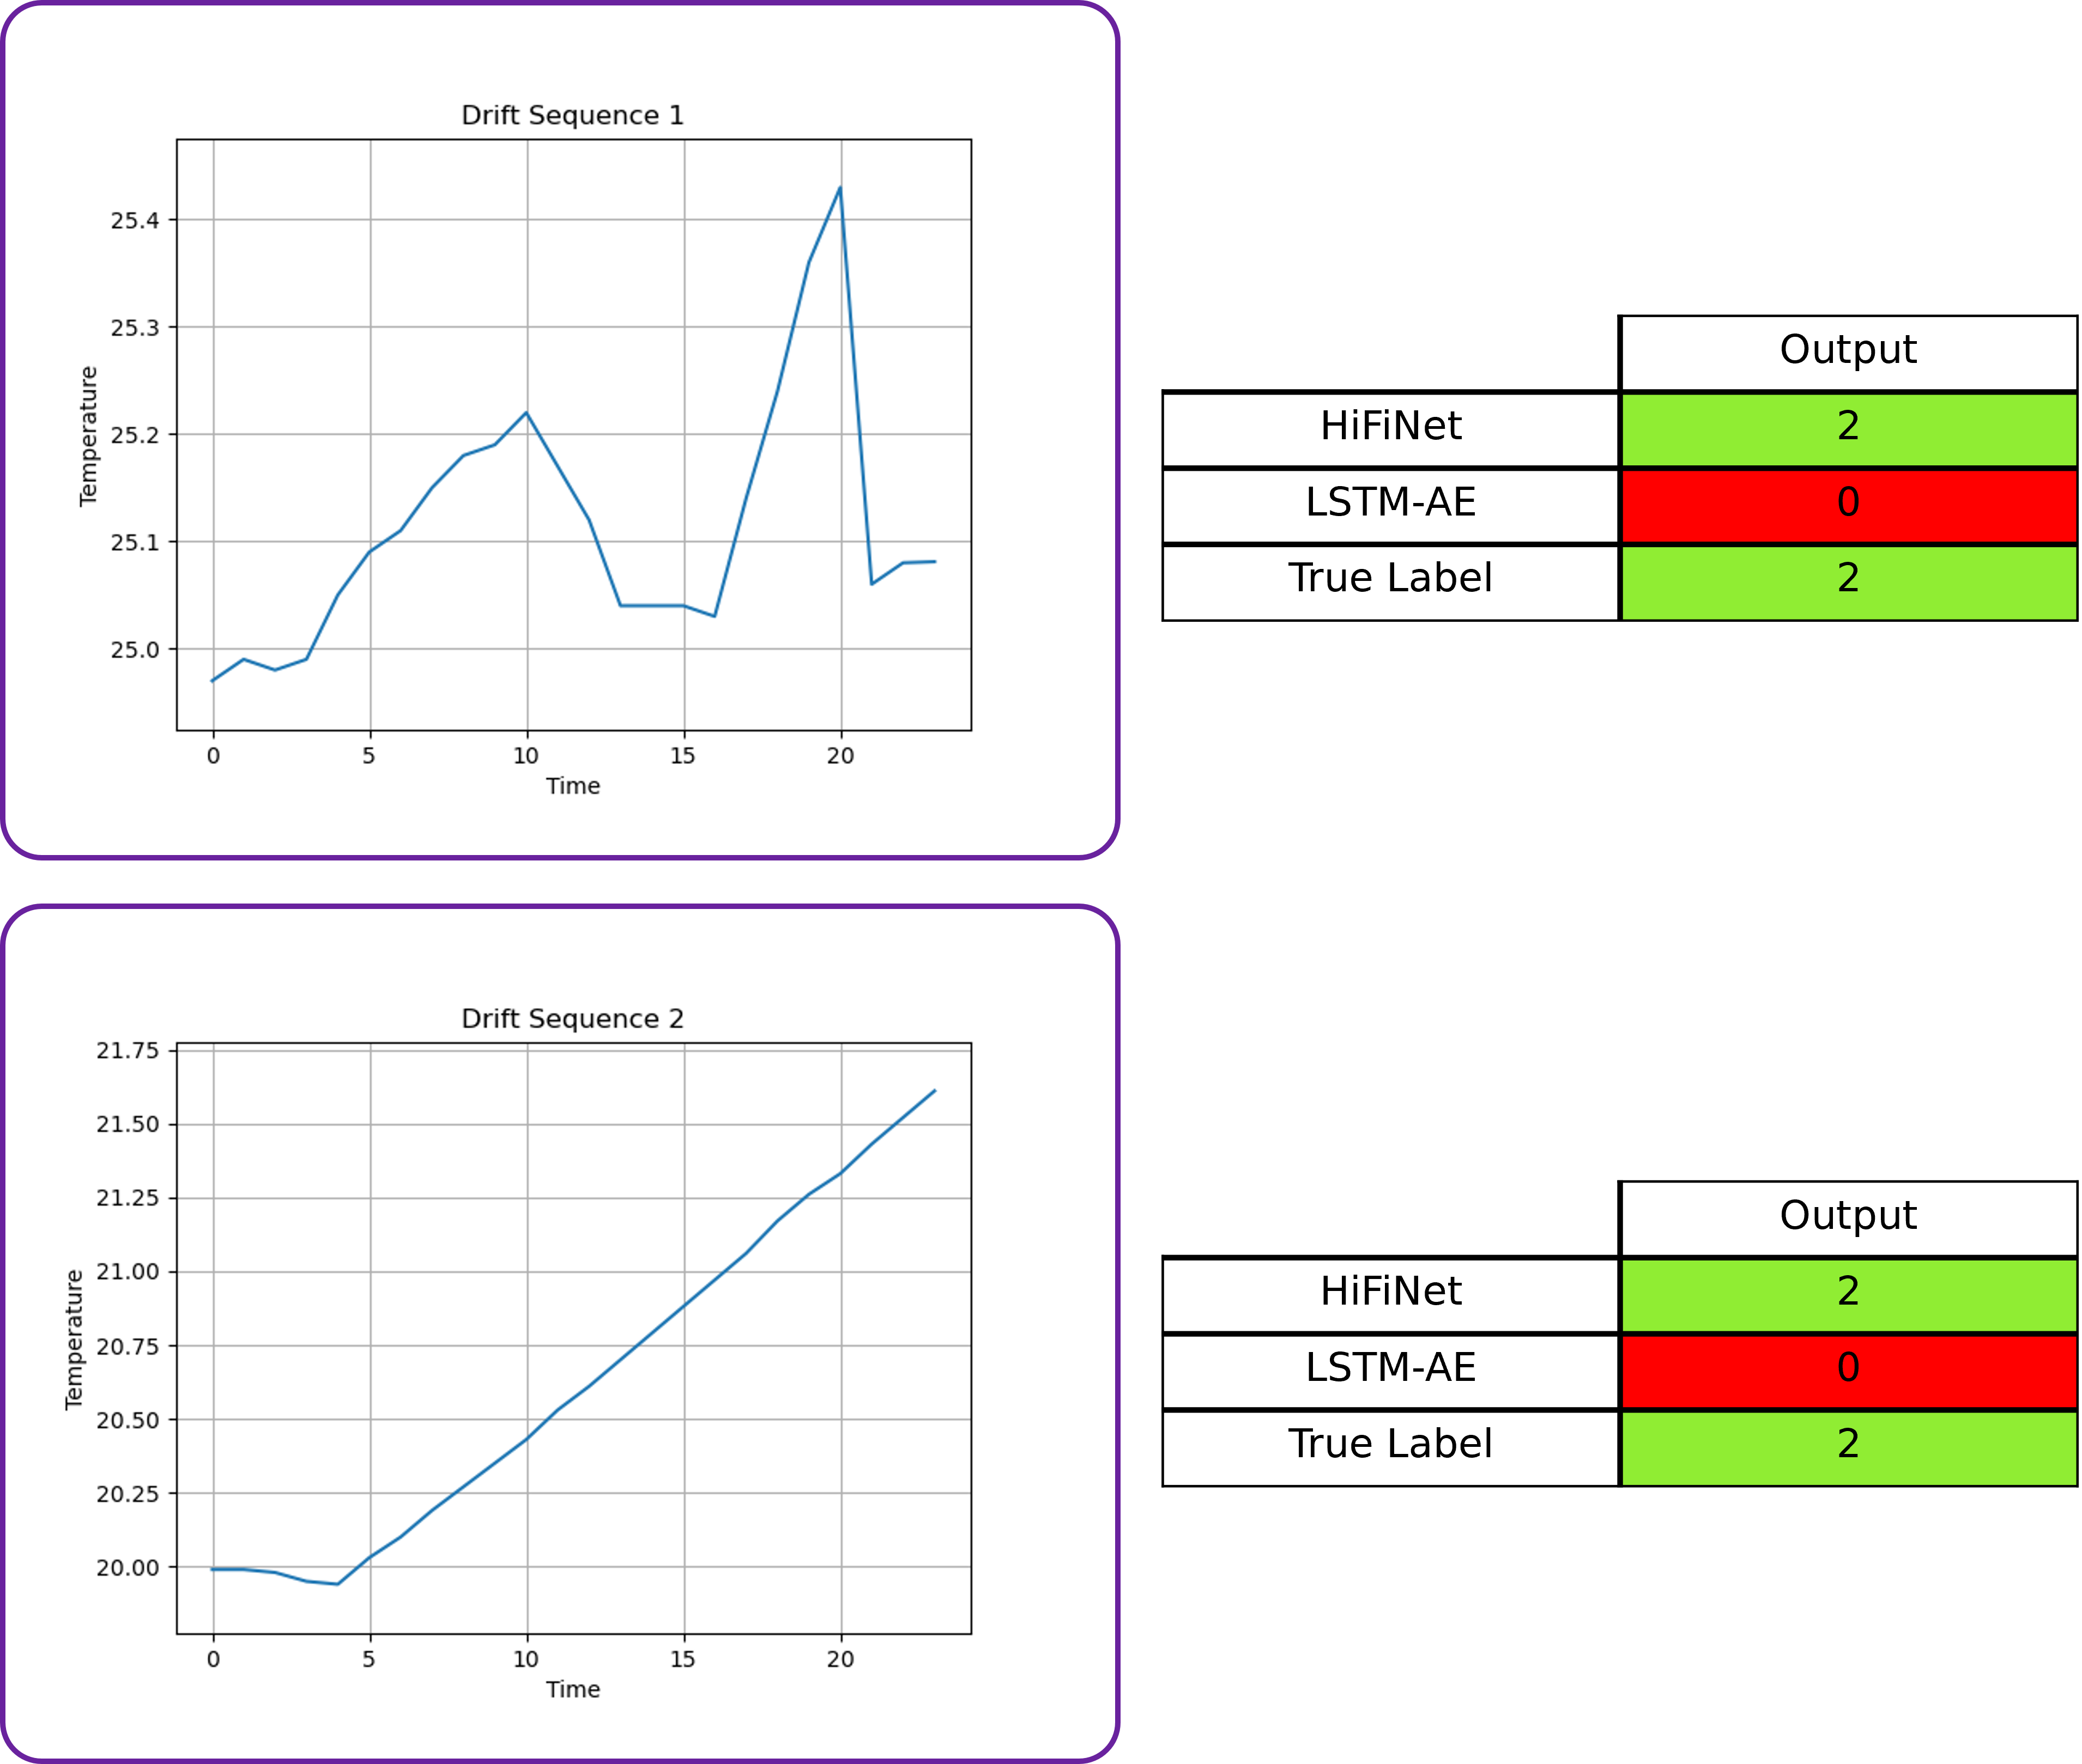 Drift Sequence 1
25.4
25.3
25.2
25.1
25.0
Temperature
0 5 10 15 20
Time
Output
HiFiNet 2
LSTM-AE 0
True Label 2
Drift Sequence 2
21.75
21.50
21.25
21.00
20.75
20.50
20.25
20.00
Temperature
0 5 10 15 20
Time
Output
HiFiNet 2
LSTM-AE 0
True Label 2